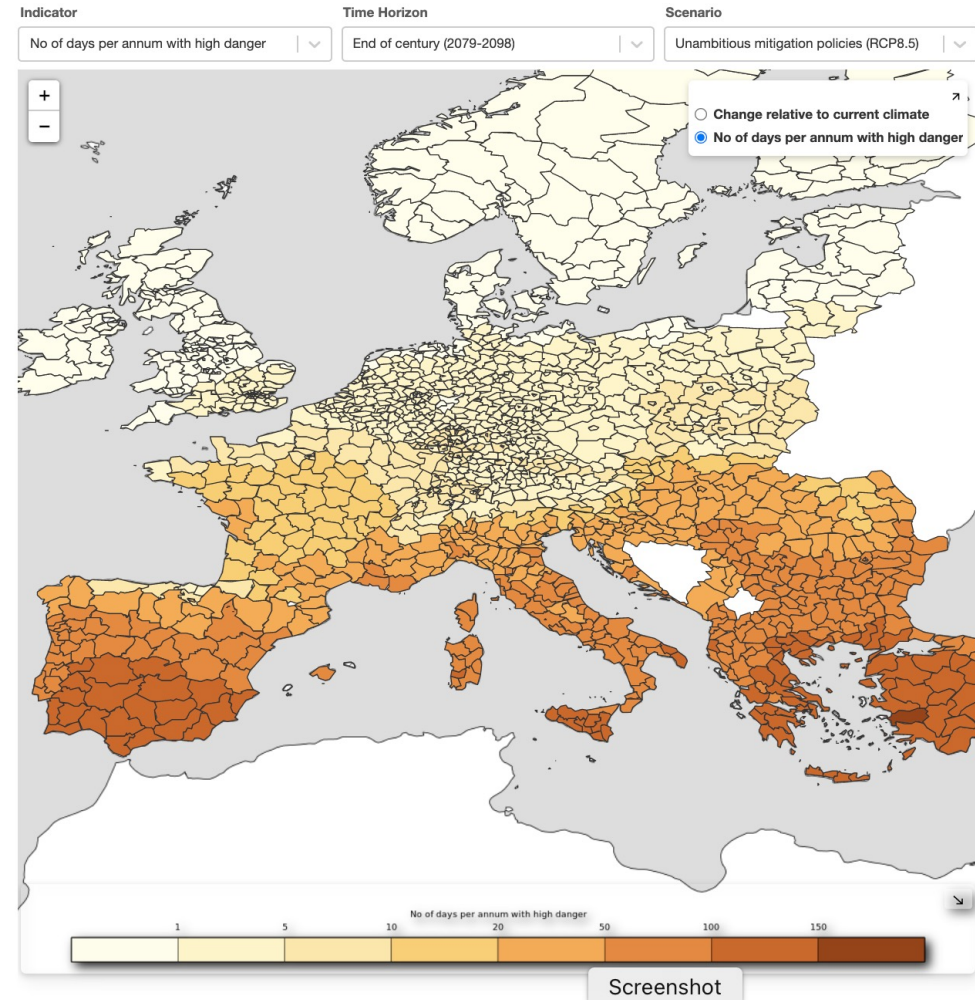 Indicator
Time Horizon
Scenario
No of days per annum with high danger
End of century (2079-2098)
Unambitious mitigation policies (RCP8.5)
+
−
Change relative to current climate
No of days per annum with high danger
No of days per annum with high danger
1 5 10 20 50 100 150
Screenshot